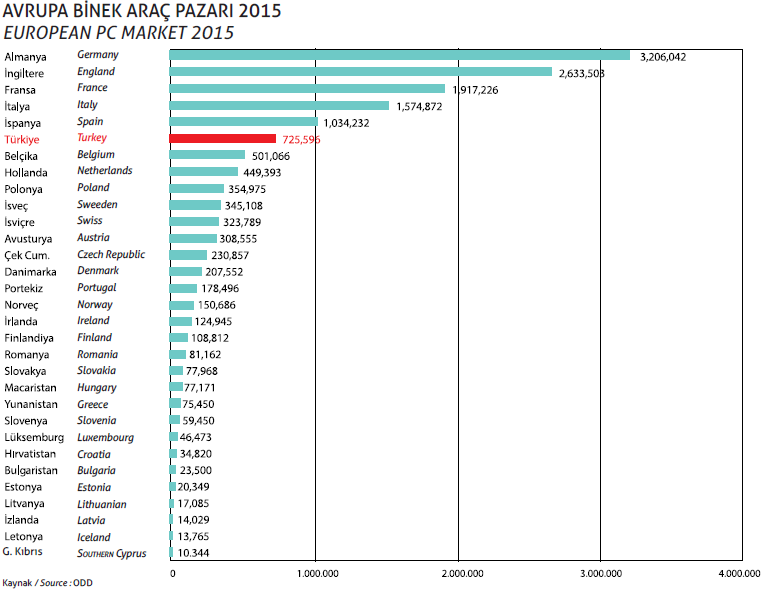 AVRUPA BİNEK ARAÇ PAZARI 2015
EUROPEAN PC MARKET 2015
Almanya Germany 3,206,042
İngiltere England 2,633,503
Fransa France 1,917,226
İtalya Italy 1,574,872
İspanya Spain 1,034,232
Türkiye Turkey 725,596
Belçika Belgium 501,066
Hollanda Netherlands 449,393
Polonya Poland 354,975
İsveç Sweden 345,108
İsviçre Swiss 323,789
Avusturya Austria 308,555
Çek Cum. Czech Republic 230,857
Danimarka Denmark 207,552
Portekiz Portugal 178,496
Norveç Norway 150,686
İrlanda Ireland 124,945
Finlandiya Finland 108,812
Romanya Romania 81,162
Slovakya Slovakia 77,968
Macaristan Hungary 77,171
Yunanistan Greece 75,450
Slovenya Slovenia 59,450
Lüksemburg Luxembourg 46,473
Hırvatistan Croatia 34,820
Bulgaristan Bulgaria 23,500
Estonya Estonia 20,349
Litvanya Lithuanian 17,085
İzlanda Latvia 14,029
Letonya Iceland 13,765
G. Kıbrıs Southern Cyprus 10.344
0 1.000.000 2.000.000 3.000.000 4.000.000
Kaynak / Source : ODD